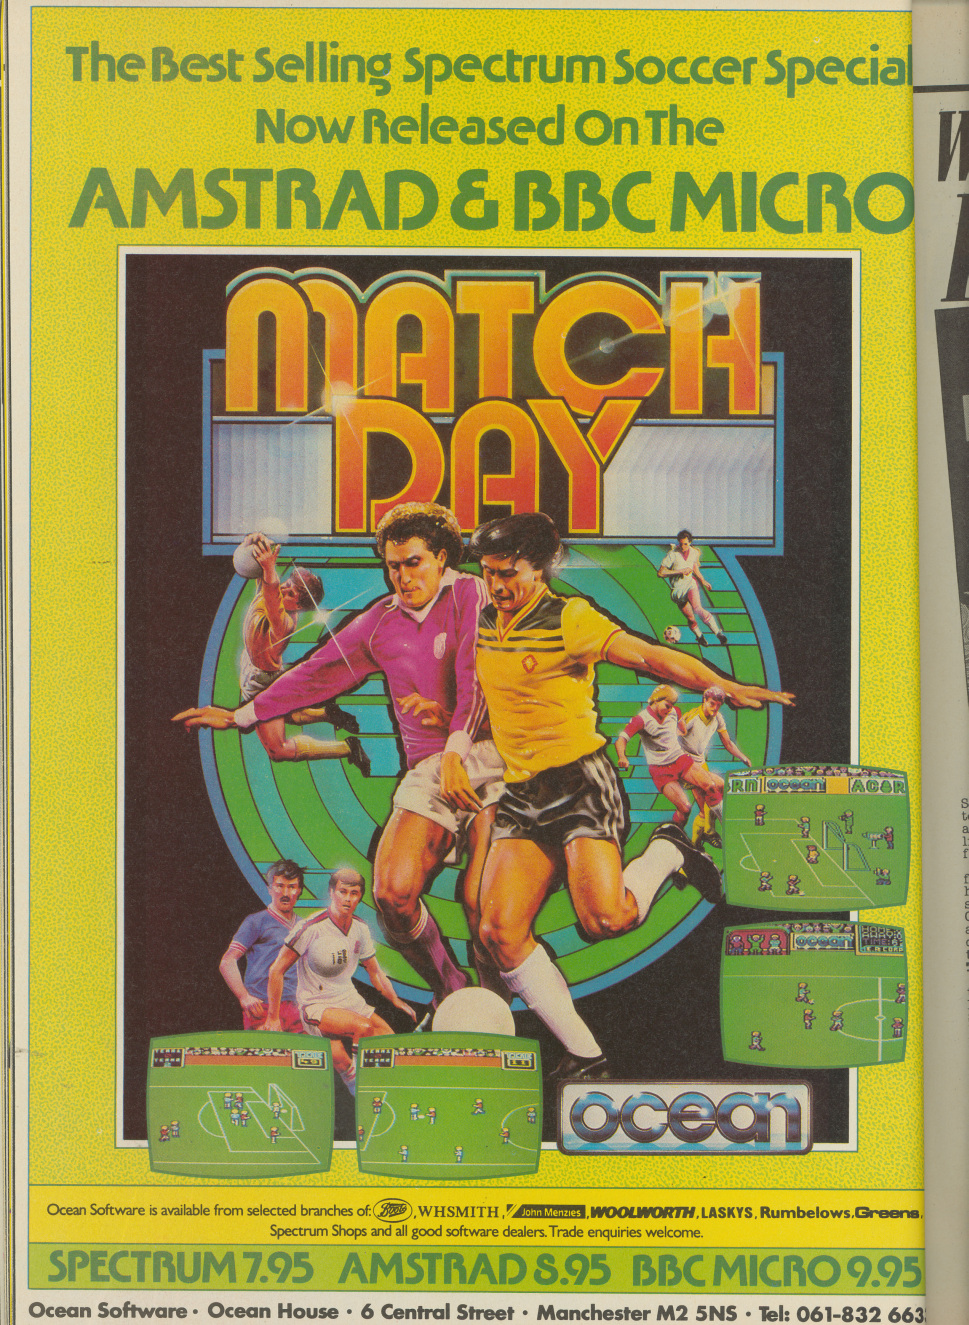 The Best Selling Spectrum Soccer Special
Now Released On The
AMSTRAD & BBC MICRO
MATCH
DAY
ocean
ACAR
ocean
ocean
Ocean Software is available from selected branches of: Boots, WHSMITH, John Menzies, WOOLWORTH, LASKYS, Rumbelows, Greens,
Spectrum Shops and all good software dealers. Trade enquiries welcome.
SPECTRUM 7.95 AMSTRAD 8.95 BBC MICRO 9.95
Ocean Software · Ocean House · 6 Central Street · Manchester M2 5NS · Tel: 061-832 663